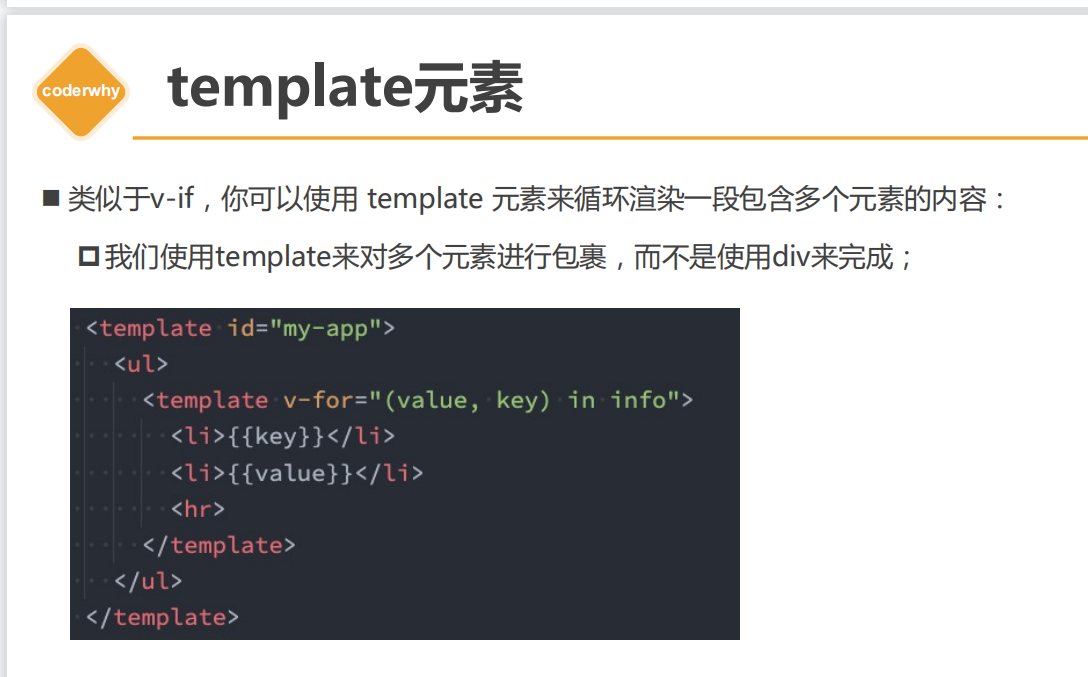 coderwhy
template元素
类似于v-if，你可以使用 template 元素来循环渲染一段包含多个元素的内容：
我们使用template来对多个元素进行包裹，而不是使用div来完成；
<template id="my-app">
<ul>
<template v-for="(value, key) in info">
<li>{{key}}</li>
<li>{{value}}</li>
<hr>
</template>
</ul>
</template>